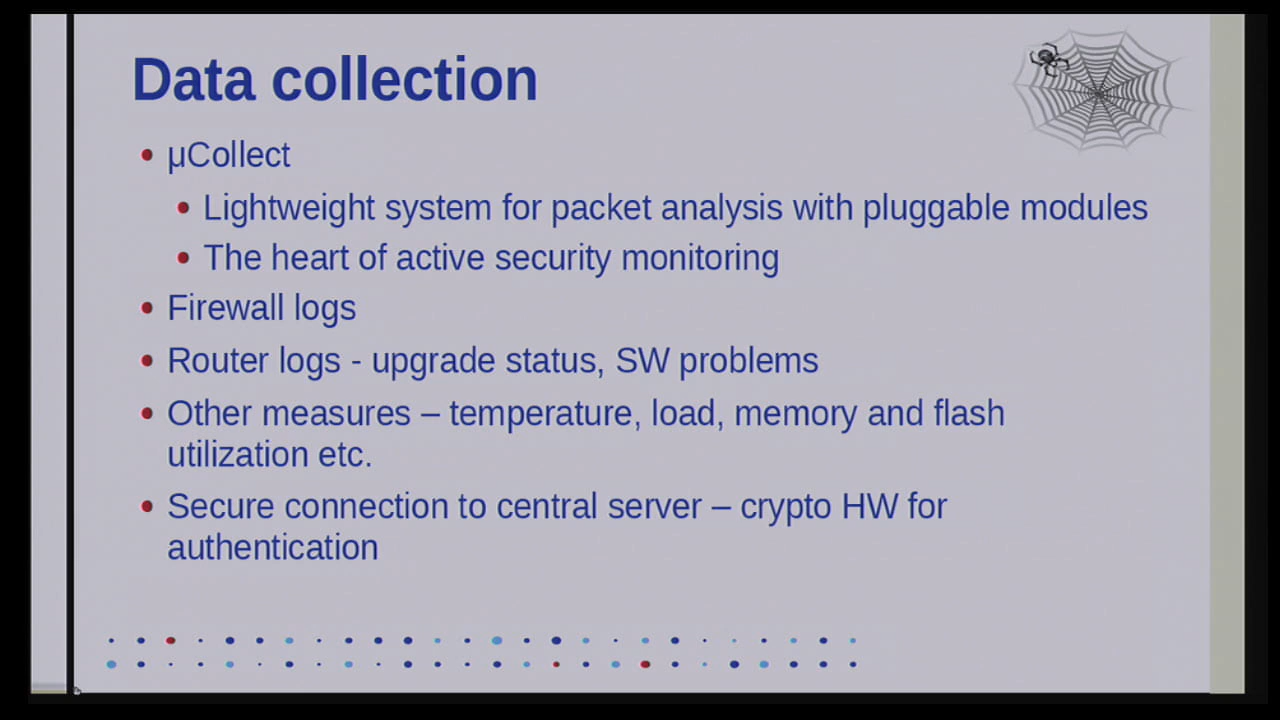 Data collection
• μCollect
• Lightweight system for packet analysis with pluggable modules
• The heart of active security monitoring
• Firewall logs
• Router logs - upgrade status, SW problems
• Other measures – temperature, load, memory and flash
utilization etc.
• Secure connection to central server – crypto HW for
authentication